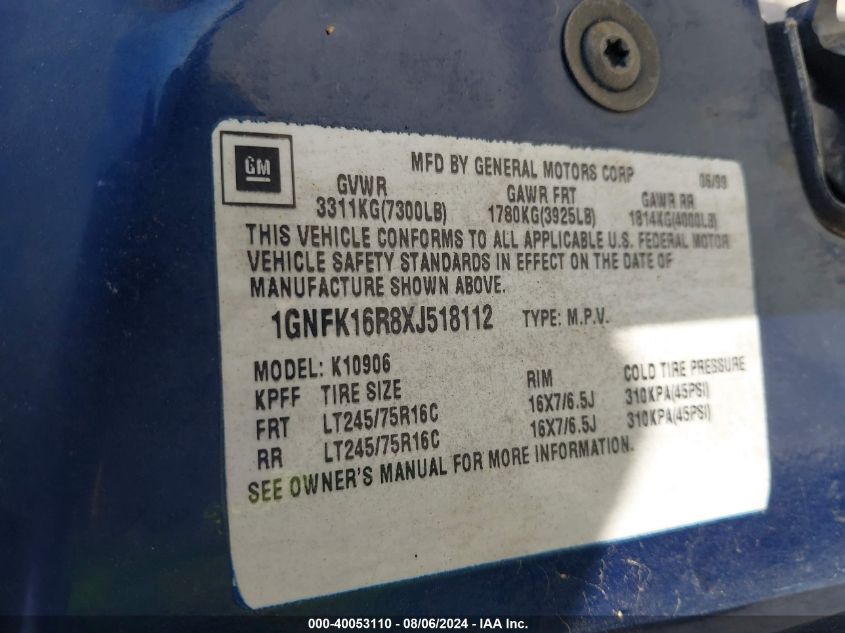 GM
MFD BY GENERAL MOTORS CORP 06/99
GVWR GAWR FRT GAWR RR
3311KG(7300LB) 1780KG(3925LB) 1814KG(4000LB)
THIS VEHICLE CONFORMS TO ALL APPLICABLE U.S. FEDERAL MOTOR
VEHICLE SAFETY STANDARDS IN EFFECT ON THE DATE OF
MANUFACTURE SHOWN ABOVE.
1GNFK16R8XJ518112 TYPE: M.P.V.
MODEL: K10906
KPFF TIRE SIZE RIM COLD TIRE PRESSURE
FRT LT245/75R16C 16X7/6.5J 310KPA(45PSI)
RR LT245/75R16C 16X7/6.5J 310KPA(45PSI)
SEE OWNER'S MANUAL FOR MORE INFORMATION.
000-40053110 - 08/06/2024 - IAA Inc.